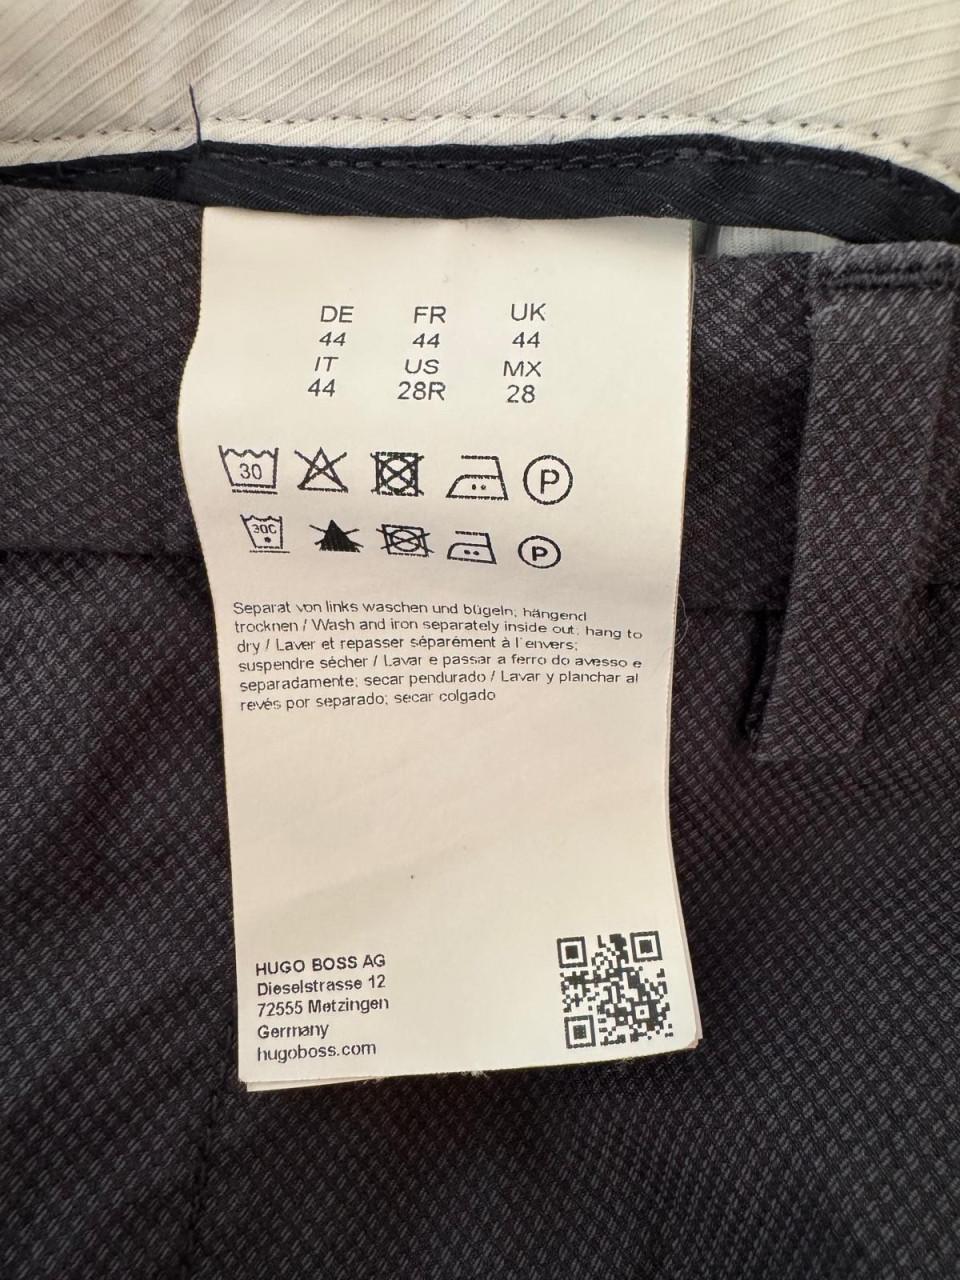 DE FR UK
44 44 44
IT US MX
44 28R 28
30 P
30C P
Separat von links waschen und bügeln; hängend
trocknen / Wash and iron separately inside out; hang to
dry / Laver et repasser séparément à l'envers;
suspendre sécher / Lavar e passar a ferro do avesso e
separadamente; secar pendurado / Lavar y planchar al
revés por separado; secar colgado
HUGO BOSS AG
Dieselstrasse 12
72555 Metzingen
Germany
hugoboss.com